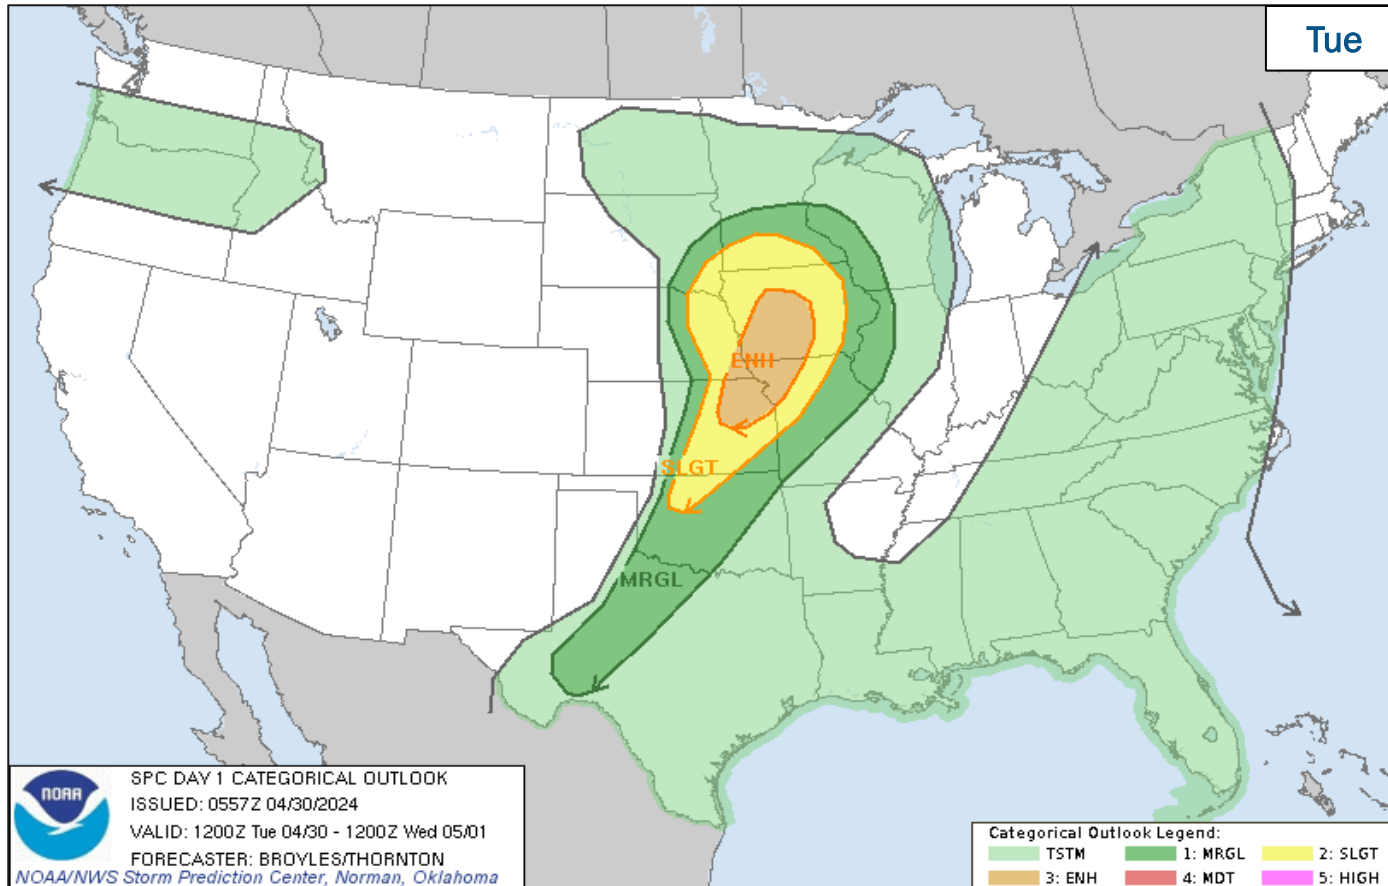 Tue
ENH
SLGT
MRGL
NOAA
SPC DAY 1 CATEGORICAL OUTLOOK
ISSUED: 0557Z 04/30/2024
VALID: 1200Z Tue 04/30 - 1200Z Wed 05/01
FORECASTER: BROYLES/THORNTON
NOAA/NWS Storm Prediction Center, Norman, Oklahoma
Categorical Outlook Legend:
TSTM 1: MRGL 2: SLGT
3: ENH 4: MDT 5: HIGH